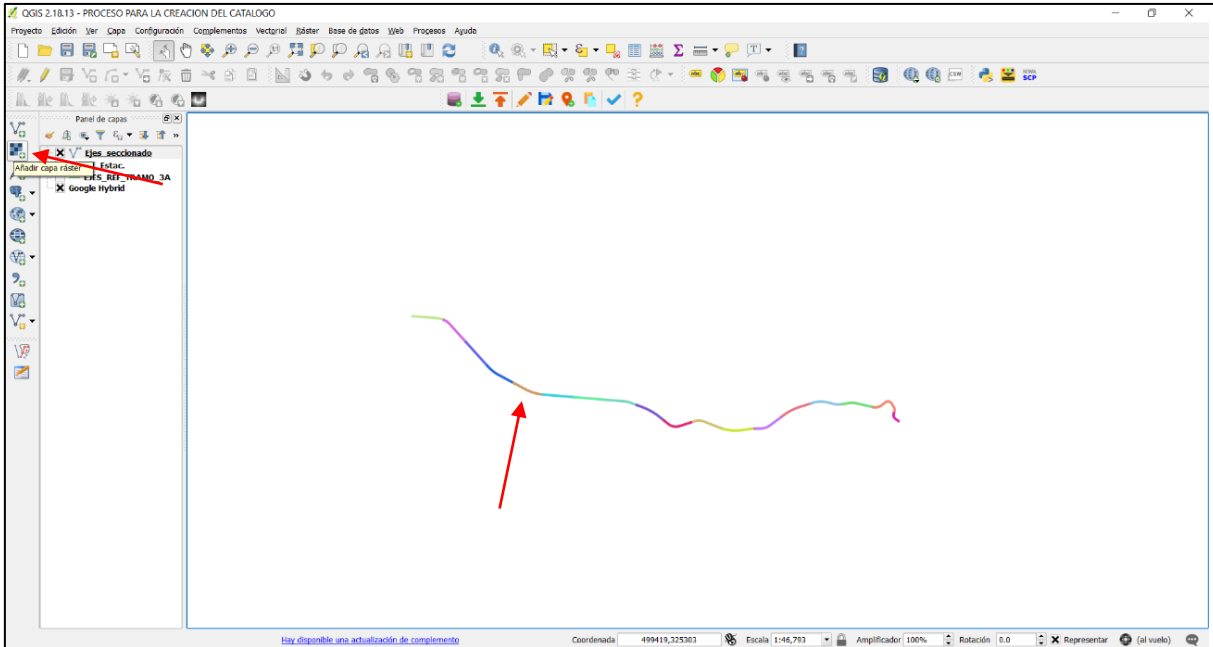 QGIS 2.18.13 - PROCESO PARA LA CREACION DEL CATALOGO
Proyecto Edición Ver Capa Configuración Complementos Vectorial Ráster Base de datos Web Procesos Ayuda
CSW SCP
Panel de capas
Ejes_seccionado
Estac.
Añadir capa ráster
EJES_REF_TRAMO_3A
Google Hybrid
Hay disponible una actualización de complemento Coordenada 499419,325303 Escala 1:46,793 Amplificador 100% Rotación 0.0 Representar (al vuelo)